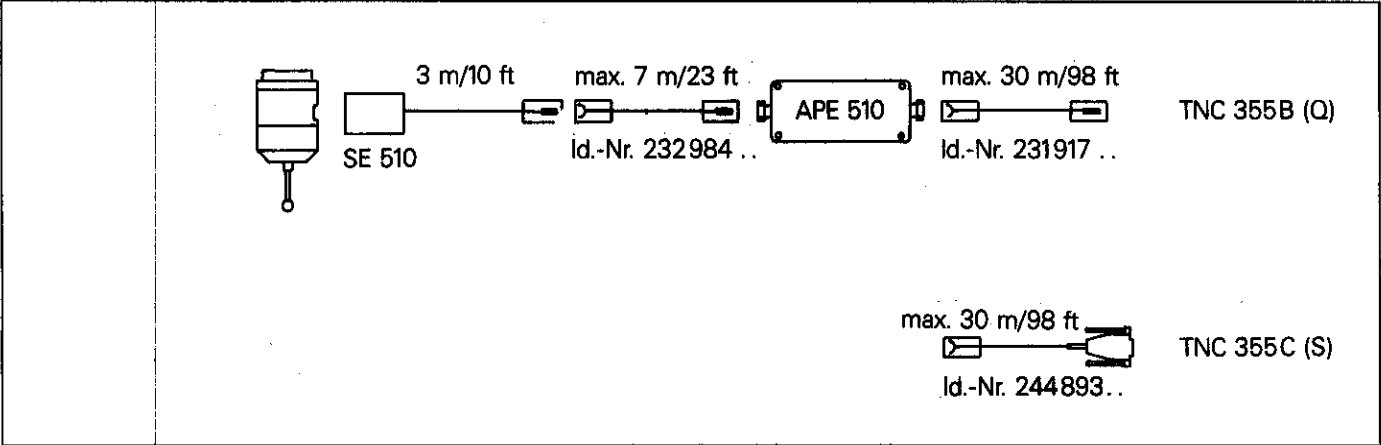 3 m/10 ft
max. 7 m/23 ft
max. 30 m/98 ft
APE 510
TNC 355B (Q)
SE 510
Id.-Nr. 232984 ..
Id.-Nr. 231917 ..
max. 30 m/98 ft
TNC 355C (S)
Id.-Nr. 244893..